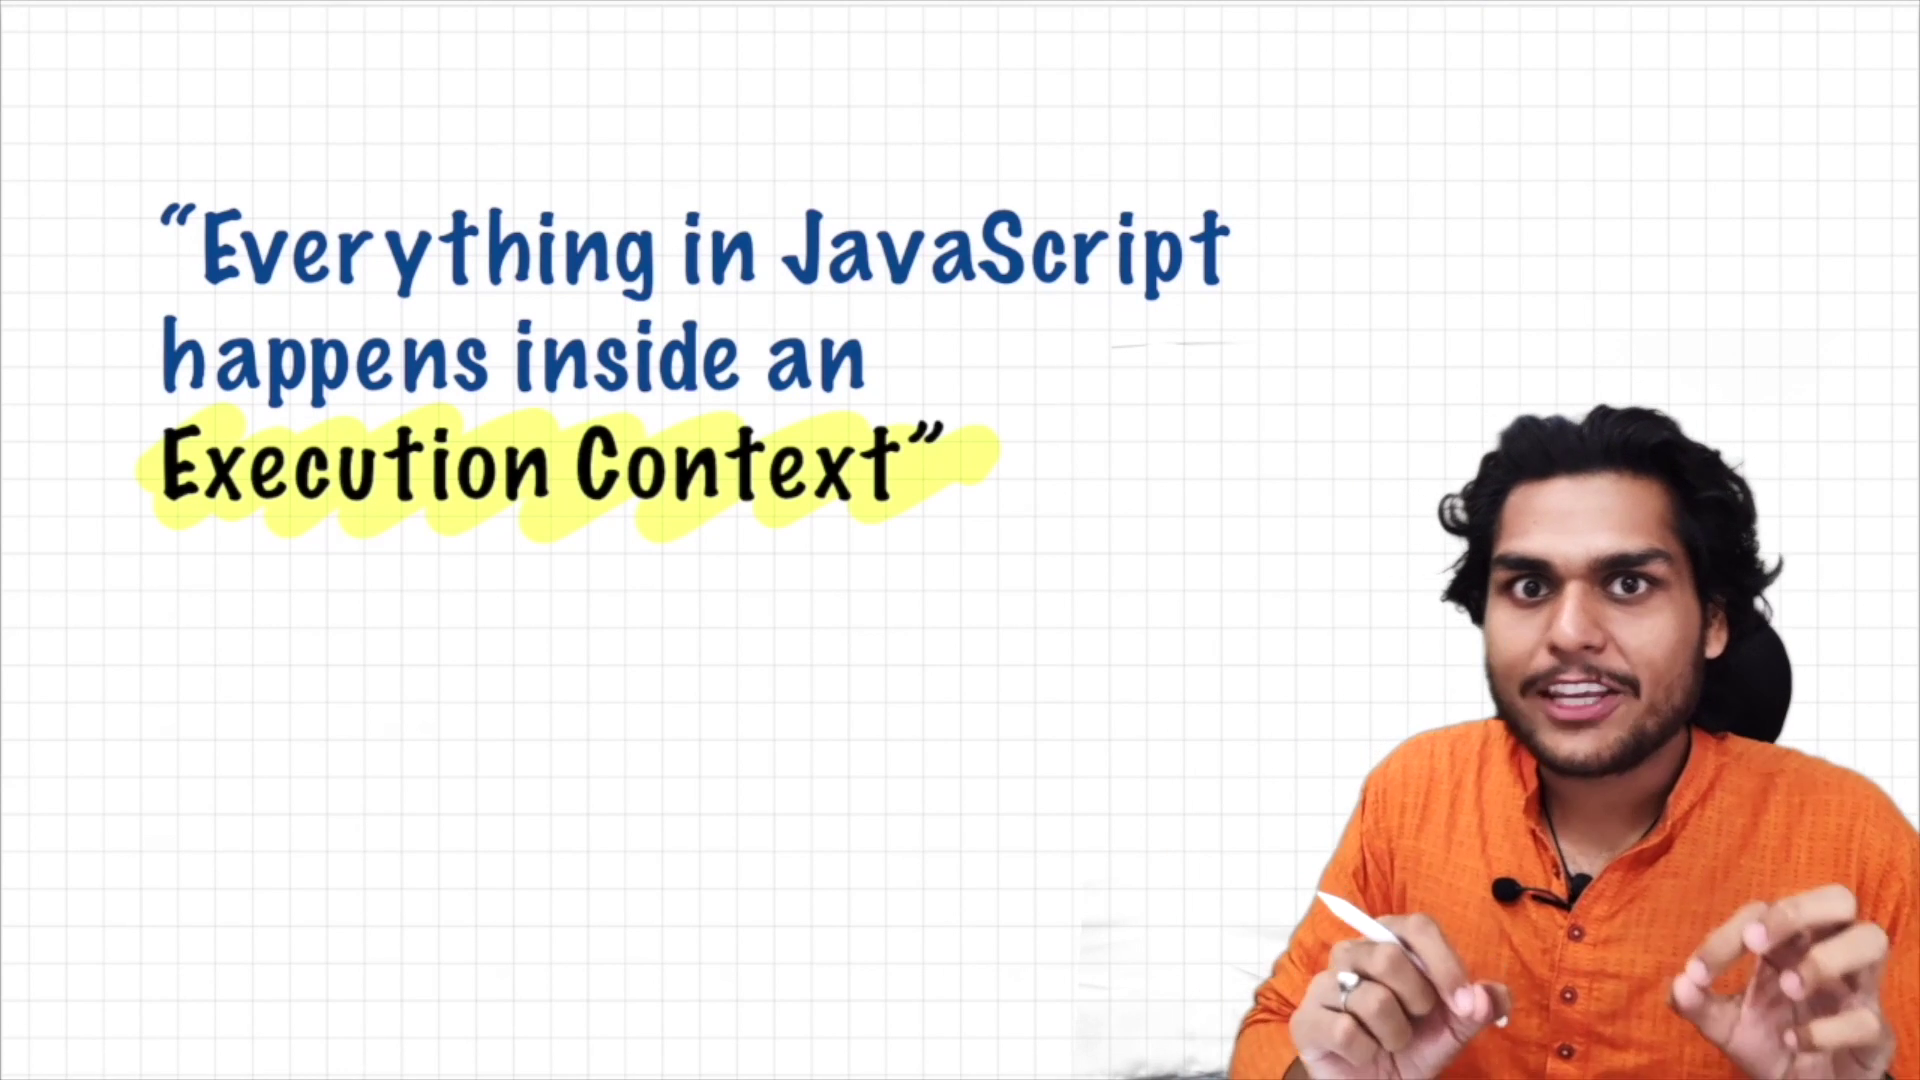 “Everything in JavaScript
happens inside an
Execution Context”